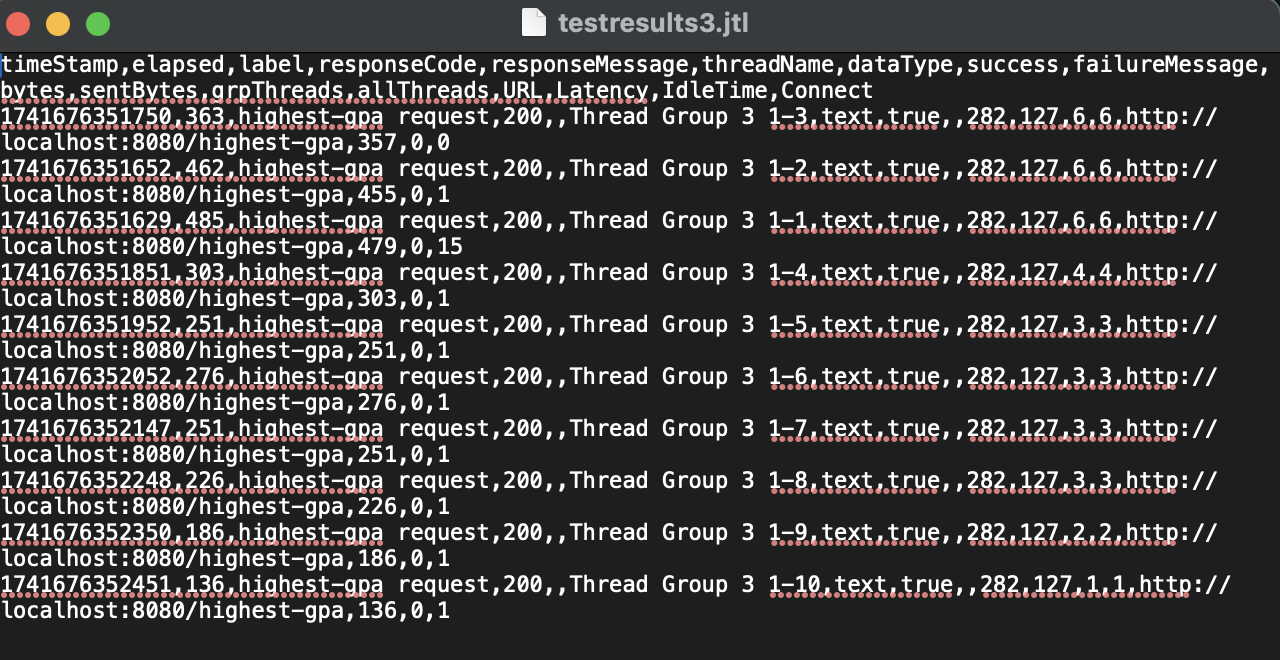 testresults3.jtl
timeStamp,elapsed,label,responseCode,responseMessage,threadName,dataType,success,failureMessage,
bytes,sentBytes,grpThreads,allThreads,URL,Latency,IdleTime,Connect
1741676351750,363,highest-gpa request,200,,Thread Group 3 1-3,text,true,,282,127,6,6,http://
localhost:8080/highest-gpa,357,0,0
1741676351652,462,highest-gpa request,200,,Thread Group 3 1-2,text,true,,282,127,6,6,http://
localhost:8080/highest-gpa,455,0,1
1741676351629,485,highest-gpa request,200,,Thread Group 3 1-1,text,true,,282,127,6,6,http://
localhost:8080/highest-gpa,479,0,15
1741676351851,303,highest-gpa request,200,,Thread Group 3 1-4,text,true,,282,127,4,4,http://
localhost:8080/highest-gpa,303,0,1
1741676351952,251,highest-gpa request,200,,Thread Group 3 1-5,text,true,,282,127,3,3,http://
localhost:8080/highest-gpa,251,0,1
1741676352052,276,highest-gpa request,200,,Thread Group 3 1-6,text,true,,282,127,3,3,http://
localhost:8080/highest-gpa,276,0,1
1741676352147,251,highest-gpa request,200,,Thread Group 3 1-7,text,true,,282,127,3,3,http://
localhost:8080/highest-gpa,251,0,1
1741676352248,226,highest-gpa request,200,,Thread Group 3 1-8,text,true,,282,127,3,3,http://
localhost:8080/highest-gpa,226,0,1
1741676352350,186,highest-gpa request,200,,Thread Group 3 1-9,text,true,,282,127,2,2,http://
localhost:8080/highest-gpa,186,0,1
1741676352451,136,highest-gpa request,200,,Thread Group 3 1-10,text,true,,282,127,1,1,http://
localhost:8080/highest-gpa,136,0,1